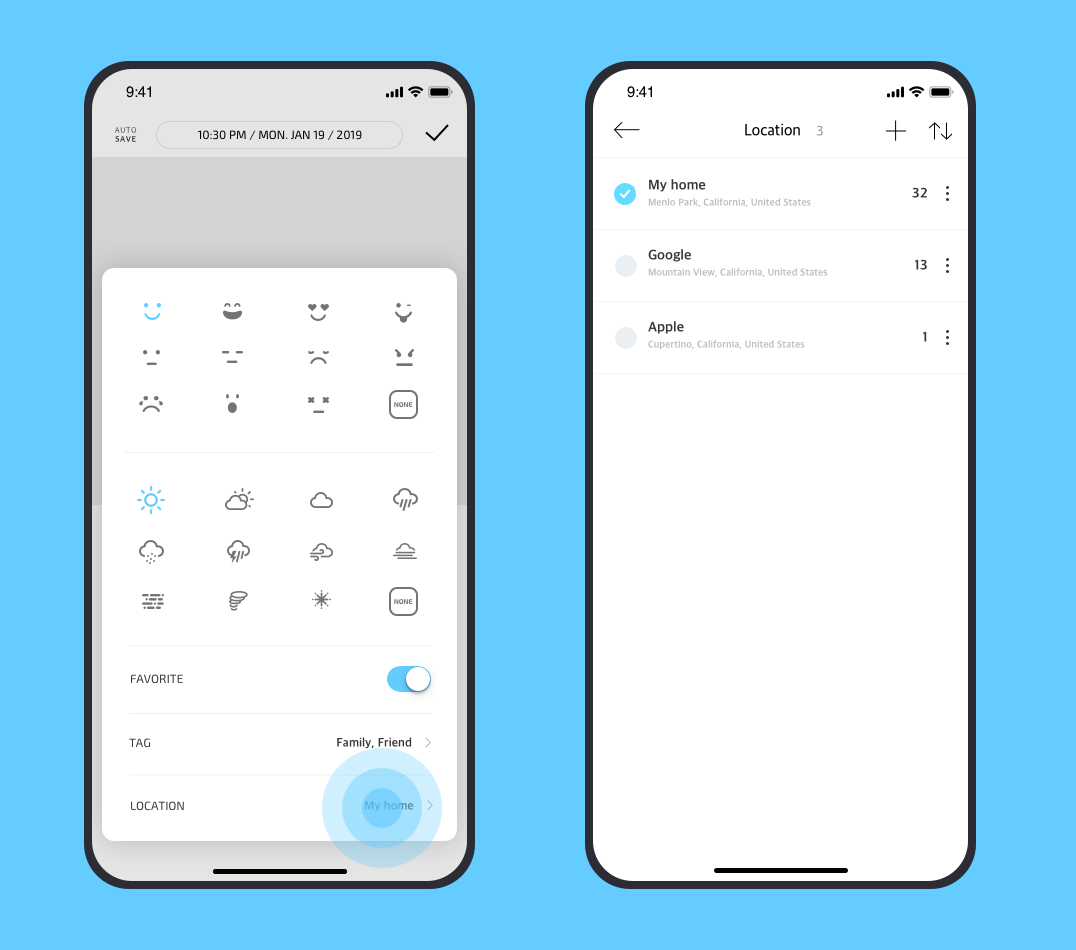 9:41
AUTO
SAVE
10:30 PM / MON. JAN 19 / 2019
NONE
NONE
FAVORITE
TAG
Family, Friend
LOCATION
My home
9:41
Location 3
My home
Menlo Park, California, United States
32
Google
Mountain View, California, United States
13
Apple
Cupertino, California, United States
1